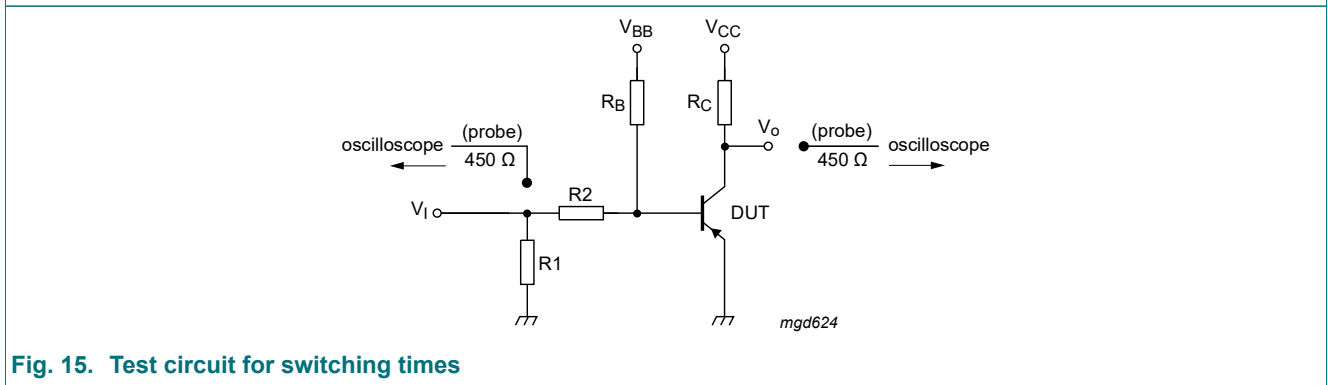 V_BB V_CC
R_B R_C
oscilloscope (probe) 450 Ω
V_o (probe) 450 Ω oscilloscope
R2
V_I DUT
R1
mgd624
Fig. 15. Test circuit for switching times